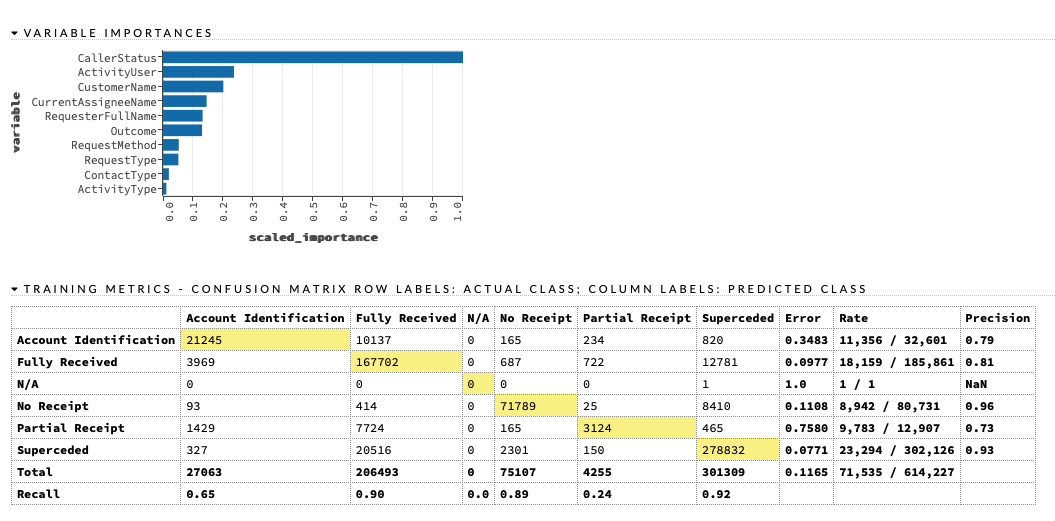 VARIABLE IMPORTANCES
variable
CallerStatus
ActivityUser
CustomerName
CurrentAssigneeName
RequesterFullName
Outcome
RequestMethod
RequestType
ContactType
ActivityType
0.0 0.1 0.2 0.3 0.4 0.5 0.6 0.7 0.8 0.9 1.0
scaled_importance
TRAINING METRICS - CONFUSION MATRIX ROW LABELS: ACTUAL CLASS; COLUMN LABELS: PREDICTED CLASS
Account Identification Fully Received N/A No Receipt Partial Receipt Superceded Error Rate Precision
Account Identification 21245 10137 0 165 234 820 0.3483 11,356 / 32,601 0.79
Fully Received 3969 167702 0 687 722 12781 0.0977 18,159 / 185,861 0.81
N/A 0 0 0 0 0 1 1.0 1 / 1 NaN
No Receipt 93 414 0 71789 25 8410 0.1108 8,942 / 80,731 0.96
Partial Receipt 1429 7724 0 165 3124 465 0.7580 9,783 / 12,907 0.73
Superceded 327 20516 0 2301 150 278832 0.0771 23,294 / 302,126 0.93
Total 27063 206493 0 75107 4255 301309 0.1165 71,535 / 614,227
Recall 0.65 0.90 0.0 0.89 0.24 0.92